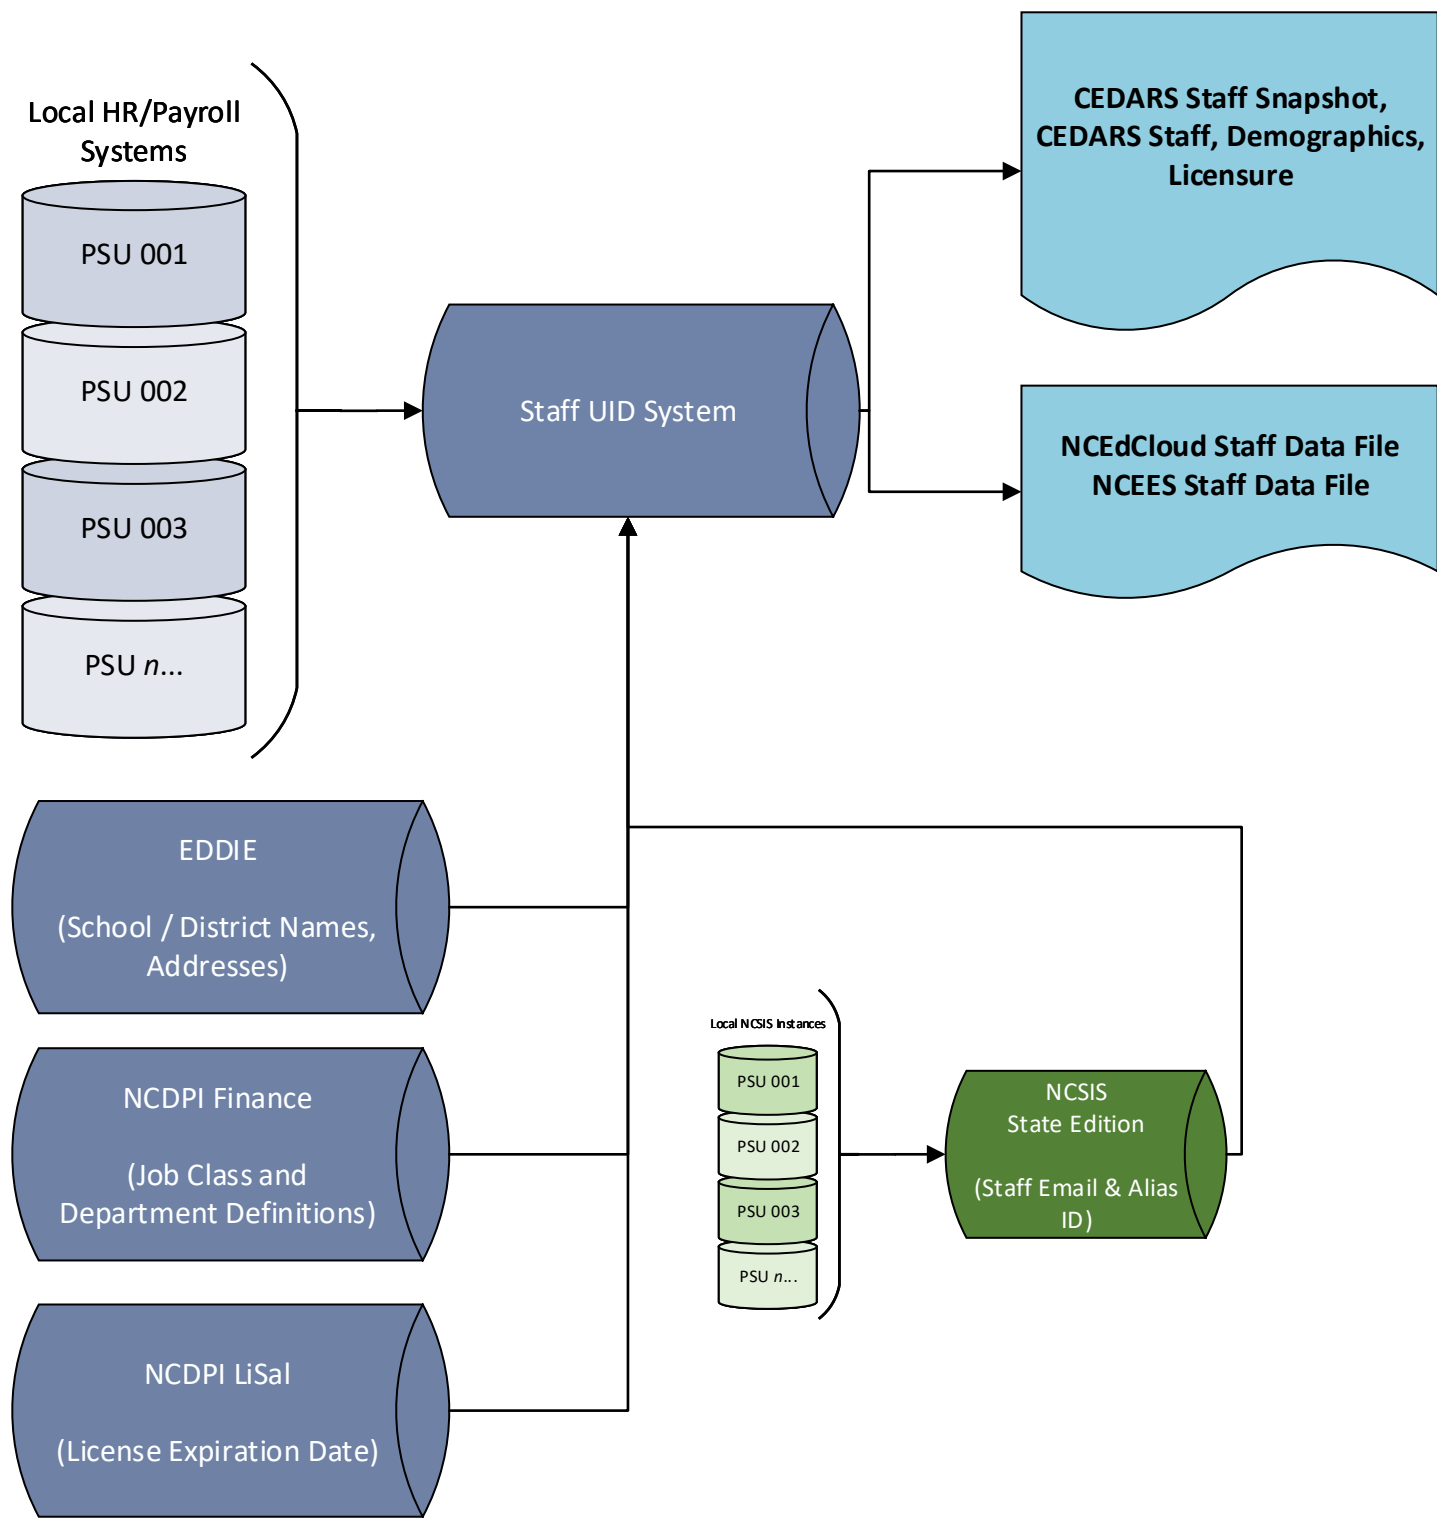 Local HR/Payroll
Systems
PSU 001
PSU 002
PSU 003
PSU n...
Staff UID System
CEDARS Staff Snapshot,
CEDARS Staff, Demographics,
Licensure
NCEdCloud Staff Data File
NCEES Staff Data File
EDDIE
(School / District Names,
Addresses)
NCDPI Finance
(Job Class and
Department Definitions)
NCDPI LiSal
(License Expiration Date)
Local NCSIS Instances
PSU 001
PSU 002
PSU 003
PSU n...
NCSIS
State Edition
(Staff Email & Alias
ID)